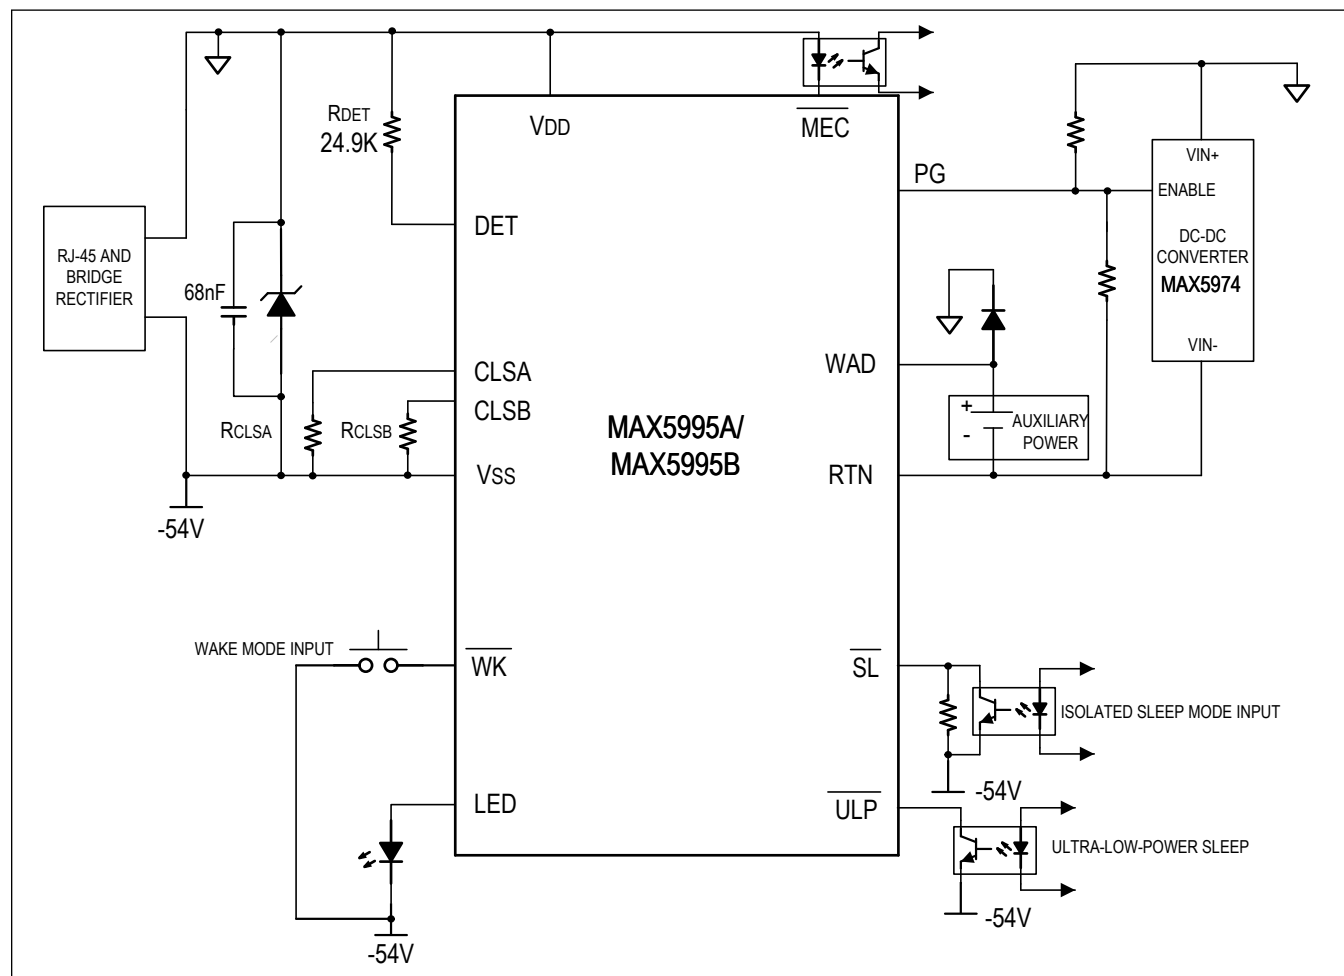 RDET
24.9K
VDD
MEC
PG
VIN+
ENABLE
DC-DC
CONVERTER
MAX5974
VIN-
DET
RJ-45 AND
BRIDGE
RECTIFIER
68nF
CLSA
CLSB
RCLSA
RCLSB
MAX5995A/
MAX5995B
WAD
+
-
AUXILIARY
POWER
VSS
RTN
-54V
WAKE MODE INPUT
WK
SL
ISOLATED SLEEP MODE INPUT
-54V
LED
ULP
ULTRA-LOW-POWER SLEEP
-54V
-54V